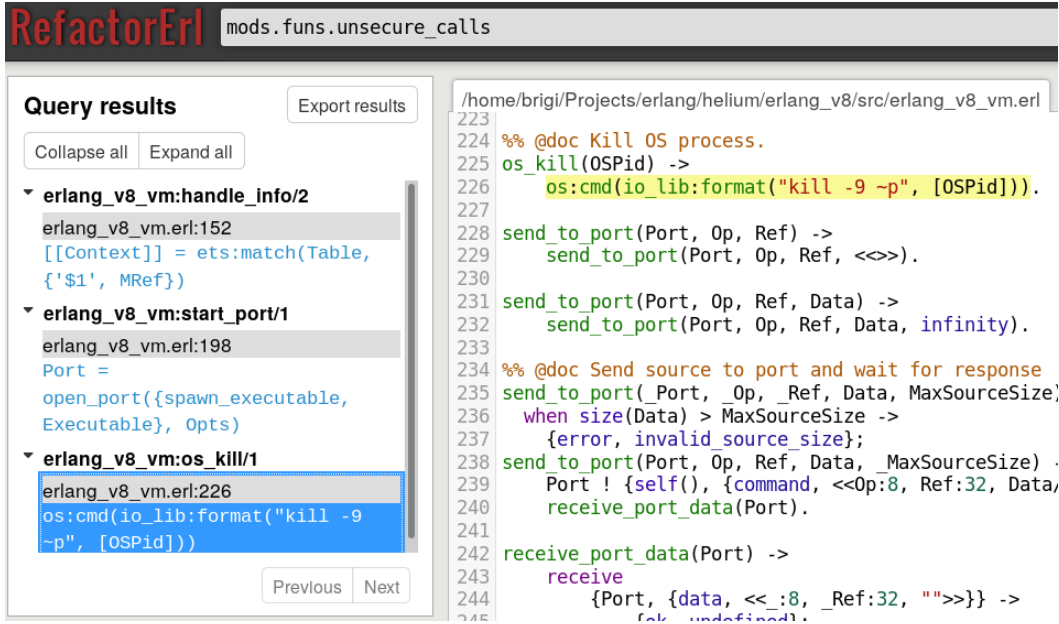 RefactorErl
mods.funs.unsecure_calls
Query results
Export results
Collapse all
Expand all
erlang_v8_vm:handle_info/2
erlang_v8_vm.erl:152
[[Context]] = ets:match(Table,
{'$1', MRef})
erlang_v8_vm:start_port/1
erlang_v8_vm.erl:198
Port =
open_port({spawn_executable,
Executable}, Opts)
erlang_v8_vm:os_kill/1
erlang_v8_vm.erl:226
os:cmd(io_lib:format("kill -9
~p", [OSPid]))
Previous
Next
/home/brigi/Projects/erlang/helium/erlang_v8/src/erlang_v8_vm.erl
223
224 %% @doc Kill OS process.
225 os_kill(OSPid) ->
226     os:cmd(io_lib:format("kill -9 ~p", [OSPid])).
227
228 send_to_port(Port, Op, Ref) ->
229     send_to_port(Port, Op, Ref, <<>>).
230
231 send_to_port(Port, Op, Ref, Data) ->
232     send_to_port(Port, Op, Ref, Data, infinity).
233
234 %% @doc Send source to port and wait for response
235 send_to_port(_Port, _Op, _Ref, Data, MaxSourceSize)
236   when size(Data) > MaxSourceSize ->
237     {error, invalid_source_size};
238 send_to_port(Port, Op, Ref, Data, _MaxSourceSize) -
239     Port ! {self(), {command, <<Op:8, Ref:32, Data/
240     receive_port_data(Port).
241
242 receive_port_data(Port) ->
243     receive
244         {Port, {data, <<_:8, _Ref:32, "">>}} ->
245             {ok, undefined};